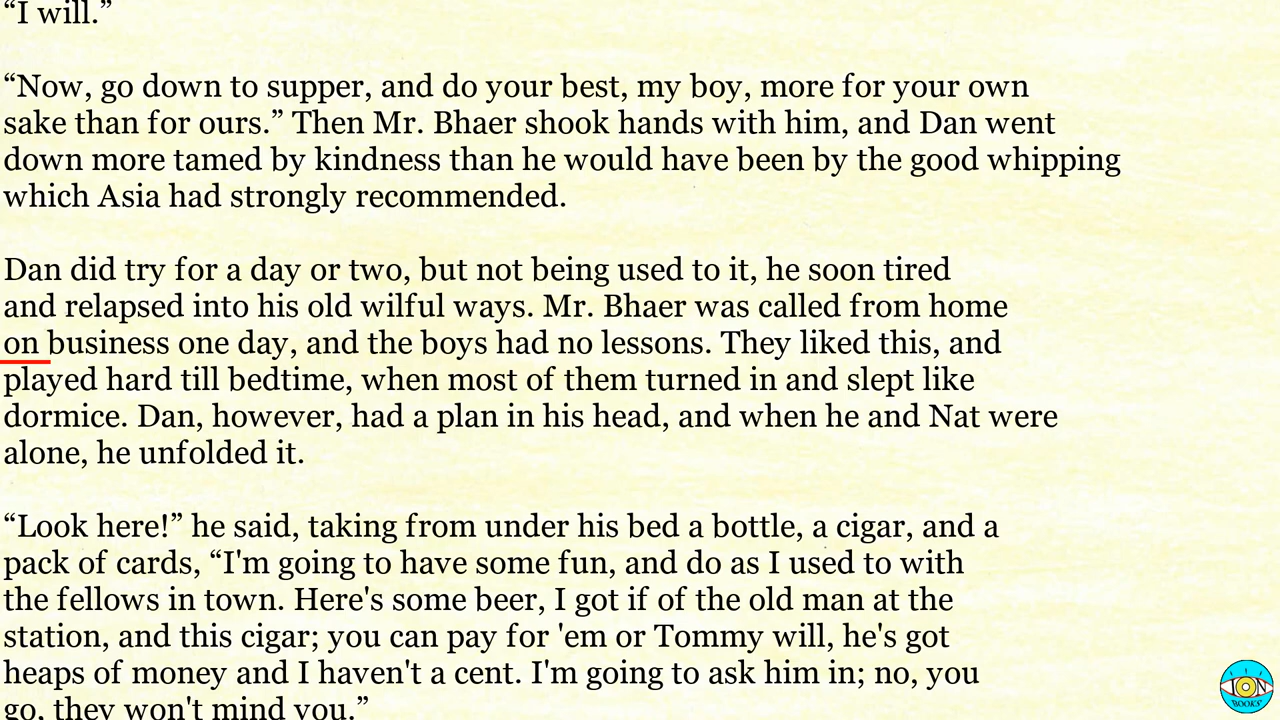 “I will.”
“Now, go down to supper, and do your best, my boy, more for your own
sake than for ours.” Then Mr. Bhaer shook hands with him, and Dan went
down more tamed by kindness than he would have been by the good whipping
which Asia had strongly recommended.
Dan did try for a day or two, but not being used to it, he soon tired
and relapsed into his old wilful ways. Mr. Bhaer was called from home
on business one day, and the boys had no lessons. They liked this, and
played hard till bedtime, when most of them turned in and slept like
dormice. Dan, however, had a plan in his head, and when he and Nat were
alone, he unfolded it.
“Look here!” he said, taking from under his bed a bottle, a cigar, and a
pack of cards, “I'm going to have some fun, and do as I used to with
the fellows in town. Here's some beer, I got if of the old man at the
station, and this cigar; you can pay for 'em or Tommy will, he's got
heaps of money and I haven't a cent. I'm going to ask him in; no, you
go, they won't mind you.”
ION
BOOKS